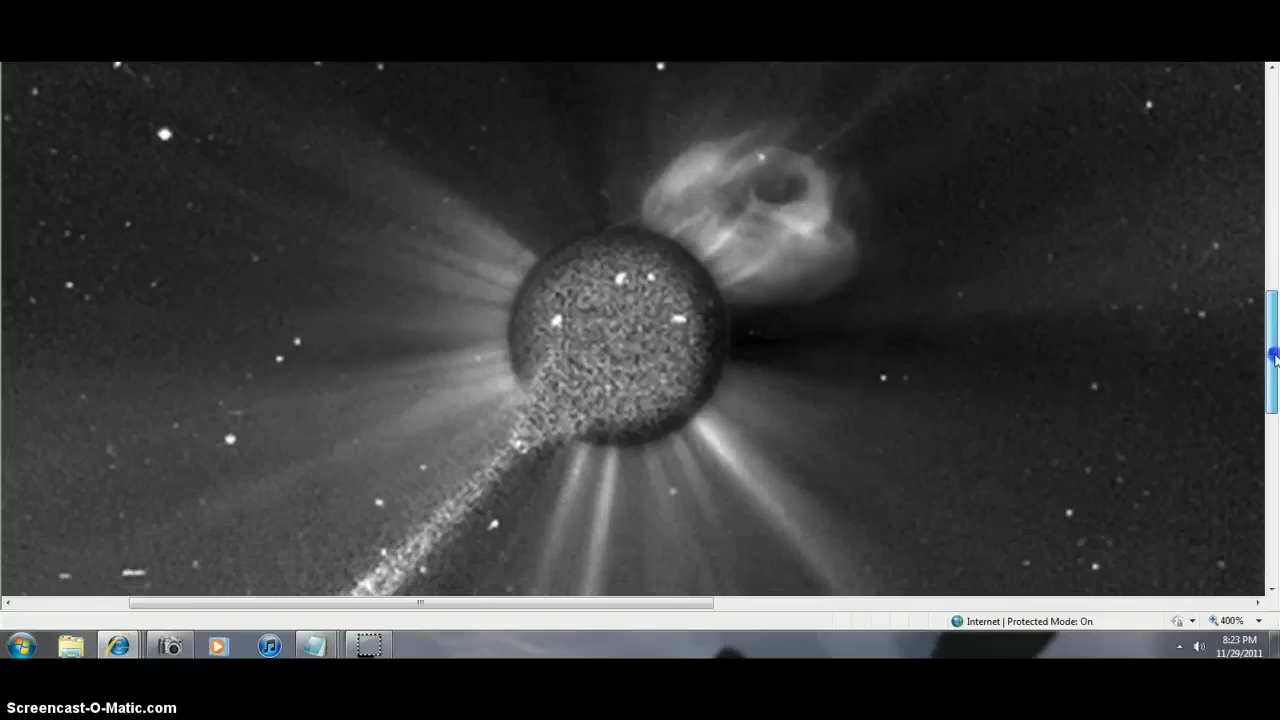 Internet | Protected Mode: On
400%
8:23 PM
11/29/2011
Screencast-O-Matic.com